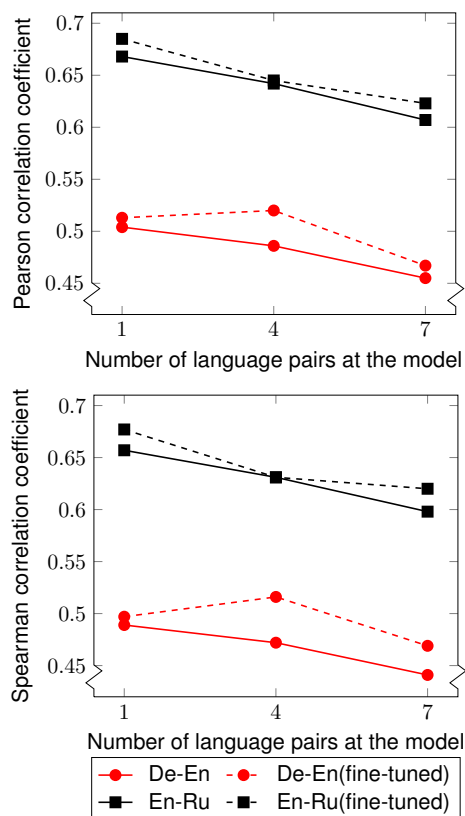 Pearson correlation coefficient
0.7
0.65
0.6
0.55
0.5
0.45
1 4 7
Number of language pairs at the model
Spearman correlation coefficient
0.7
0.65
0.6
0.55
0.5
0.45
1 4 7
Number of language pairs at the model
De-En De-En(fine-tuned)
En-Ru En-Ru(fine-tuned)